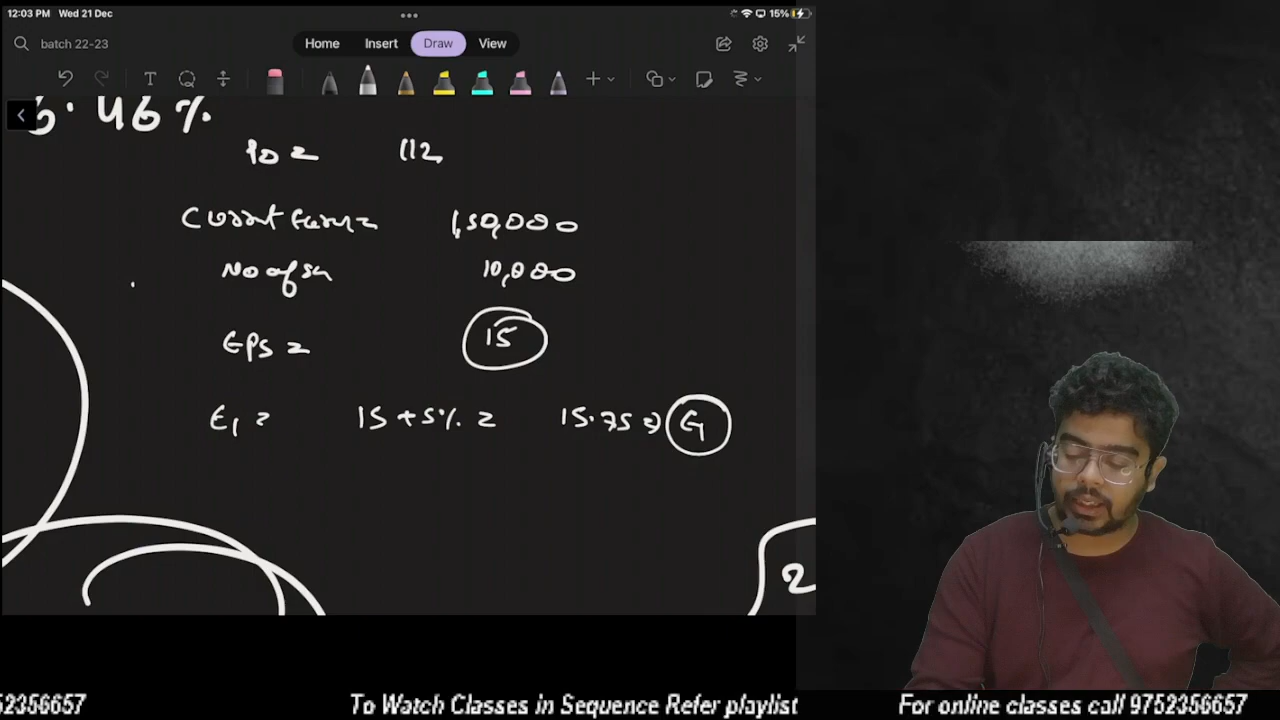 12:03 PM Wed 21 Dec
15%
batch 22-23
Home Insert Draw View
6.46%
P0 = 112
Current Earn = 1,50,000
No of sh 10,000
EPS = 15
E1 = 15 + 5% = 15.75 =) E1
2
52356657 To Watch Classes in Sequence Refer playlist For online classes call 9752356657